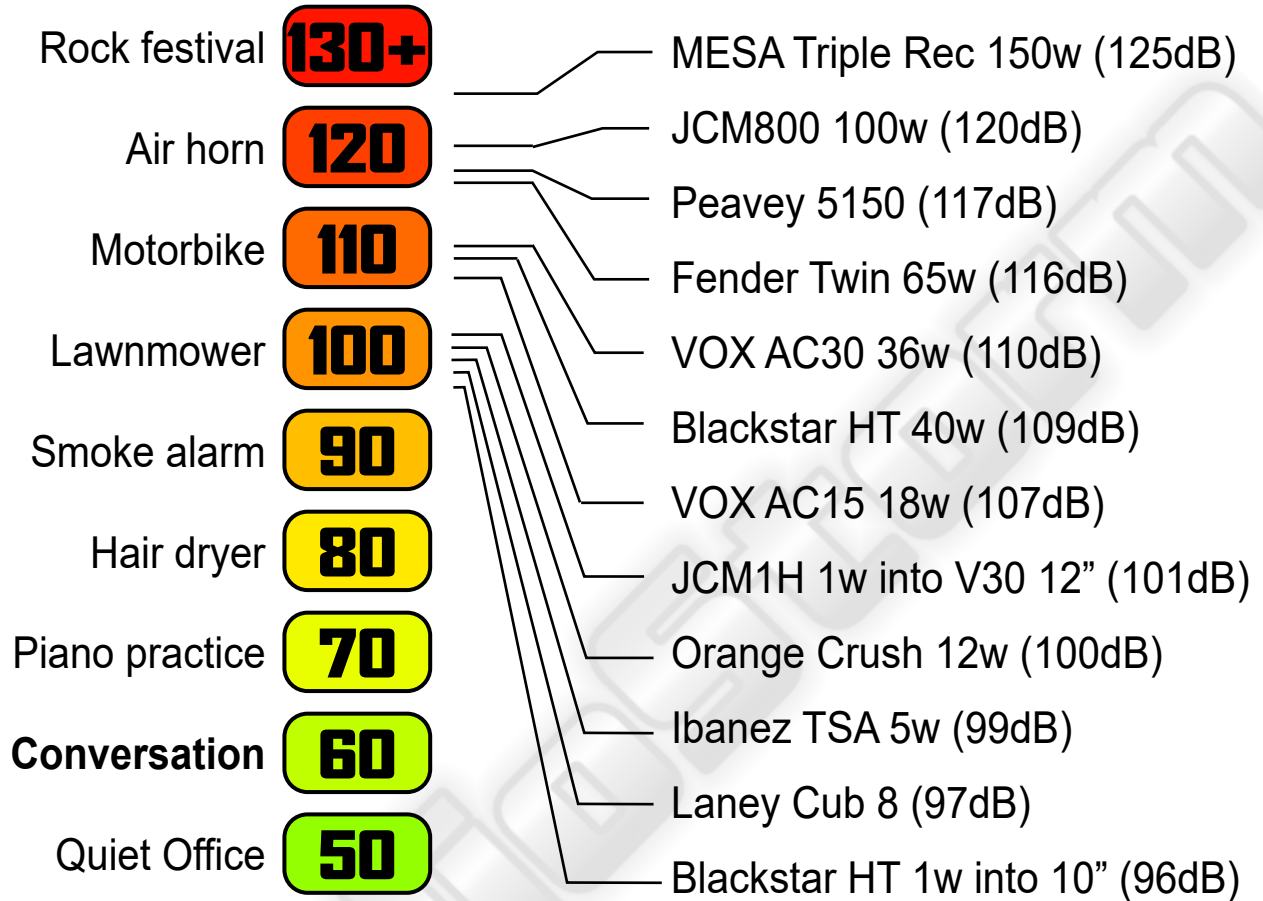 Rock festival 130+
Air horn 120
Motorbike 110
Lawnmower 100
Smoke alarm 90
Hair dryer 80
Piano practice 70
Conversation 60
Quiet Office 50
MESA Triple Rec 150w (125dB)
JCM800 100w (120dB)
Peavey 5150 (117dB)
Fender Twin 65w (116dB)
VOX AC30 36w (110dB)
Blackstar HT 40w (109dB)
VOX AC15 18w (107dB)
JCM1H 1w into V30 12” (101dB)
Orange Crush 12w (100dB)
Ibanez TSA 5w (99dB)
Laney Cub 8 (97dB)
Blackstar HT 1w into 10” (96dB)